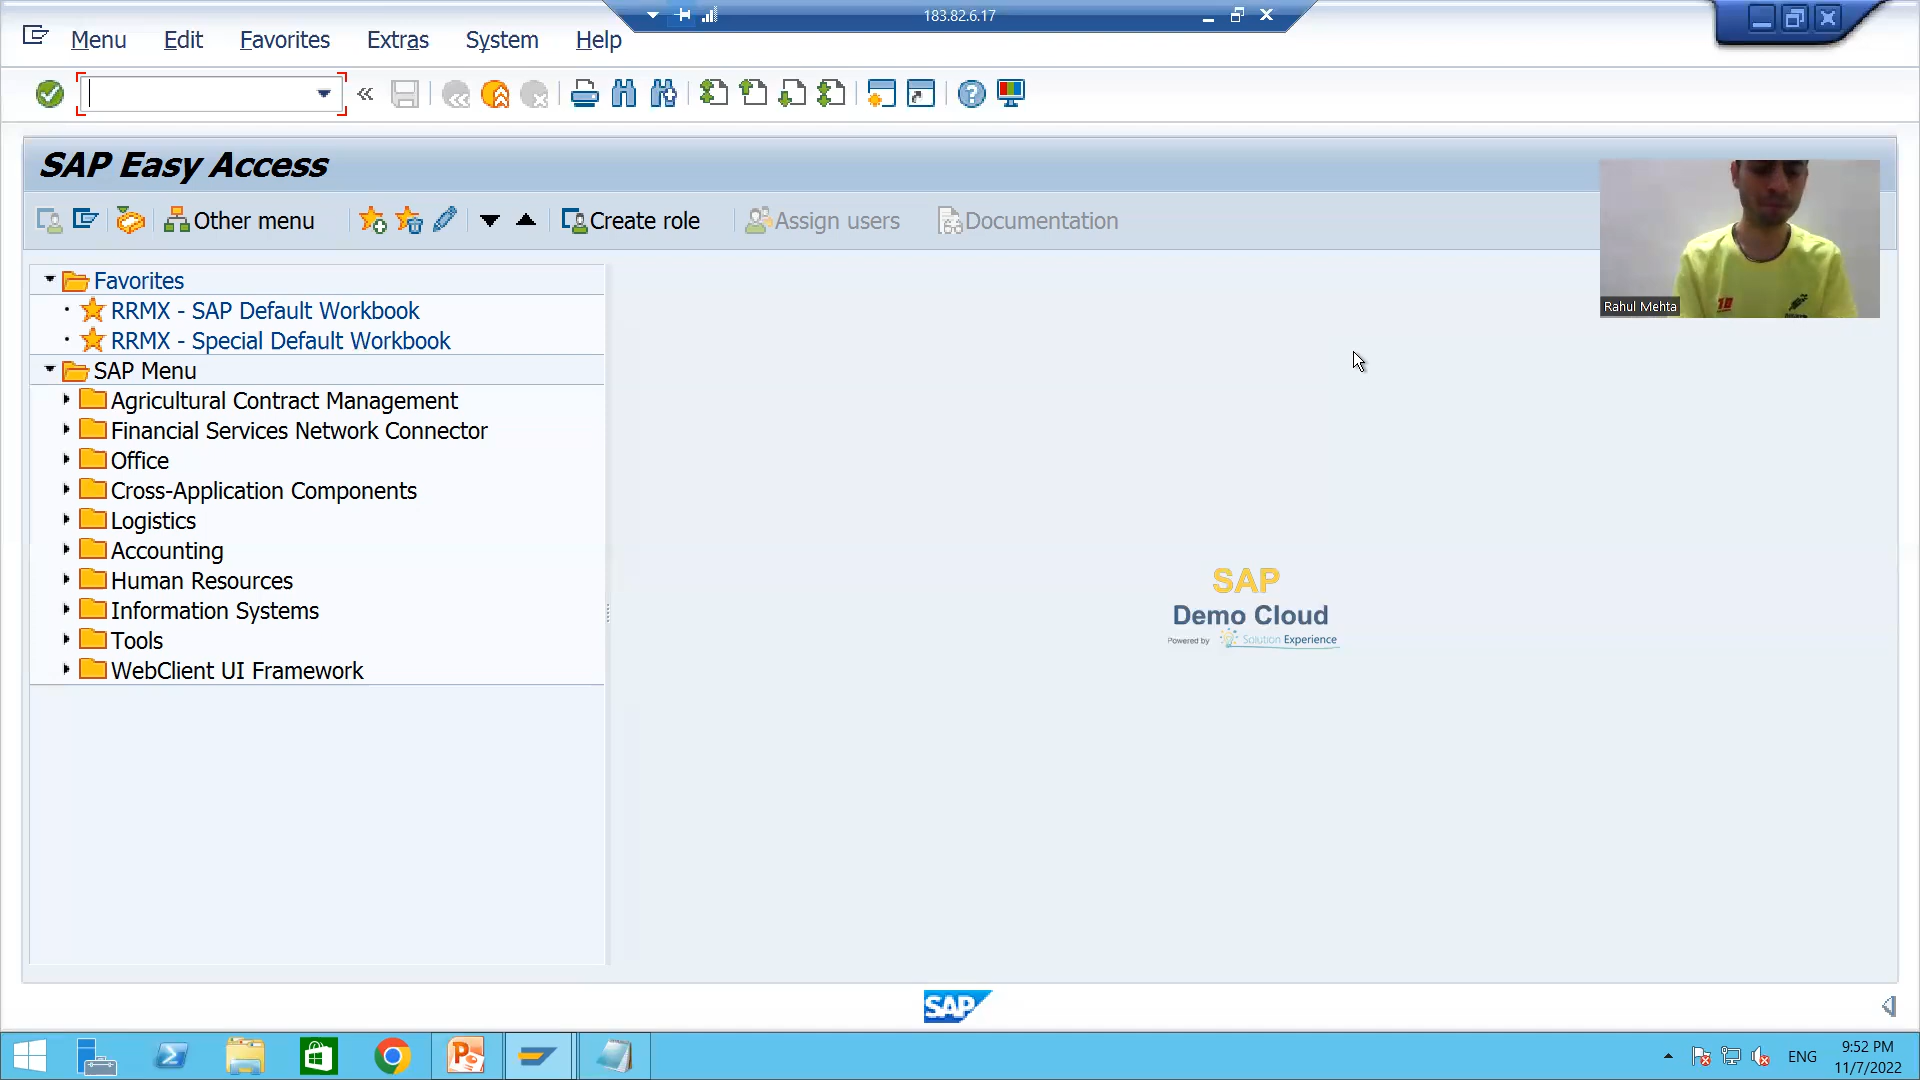 183.82.6.17
Menu Edit Favorites Extras System Help
SAP Easy Access
Other menu Create role Assign users Documentation
Favorites
RRMX - SAP Default Workbook
RRMX - Special Default Workbook
SAP Menu
Agricultural Contract Management
Financial Services Network Connector
Office
Cross-Application Components
Logistics
Accounting
Human Resources
Information Systems
Tools
WebClient UI Framework
Rahul Mehta
SAP
Demo Cloud
Powered by Solution Experience
SAP
ENG
9:52 PM
11/7/2022